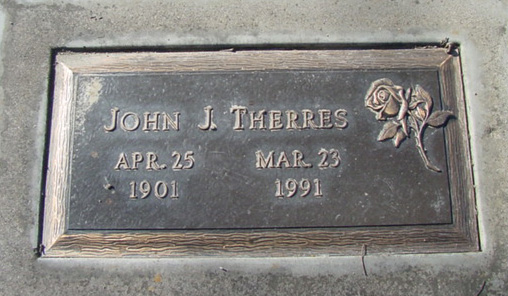 John J. Therres
Apr. 25 Mar. 23
1901 1991